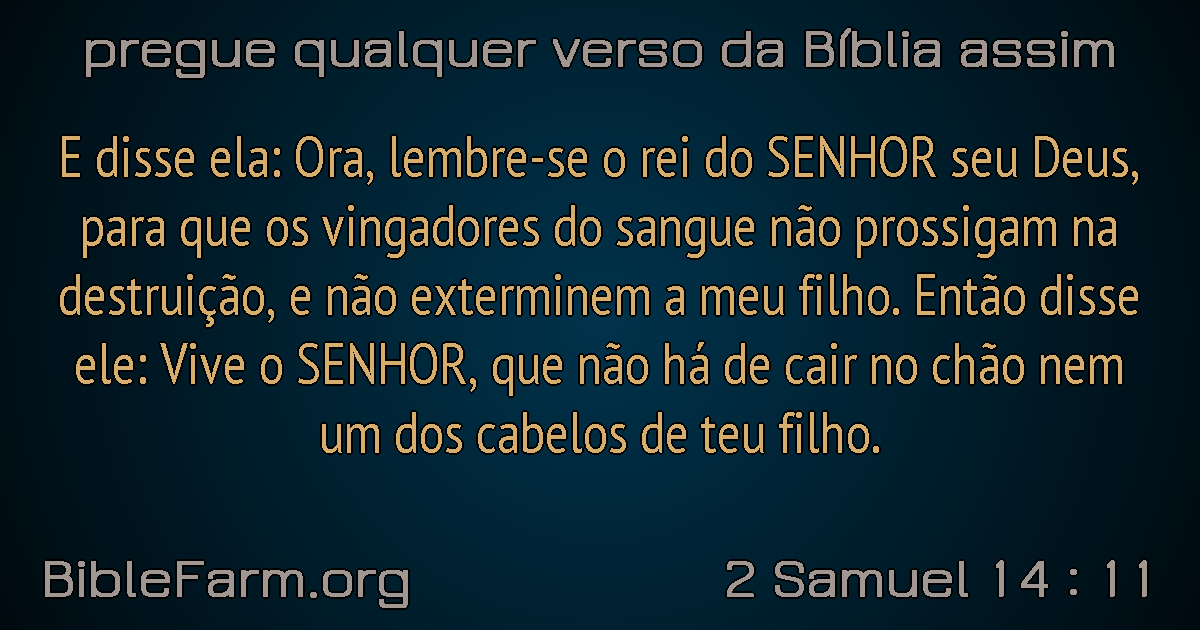 pregue qualquer verso da Bíblia assim
E disse ela: Ora, lembre-se o rei do SENHOR seu Deus,
para que os vingadores do sangue não prossigam na
destruição, e não exterminem a meu filho. Então disse
ele: Vive o SENHOR, que não há de cair no chão nem
um dos cabelos de teu filho.
BibleFarm.org
2 Samuel 14 : 11